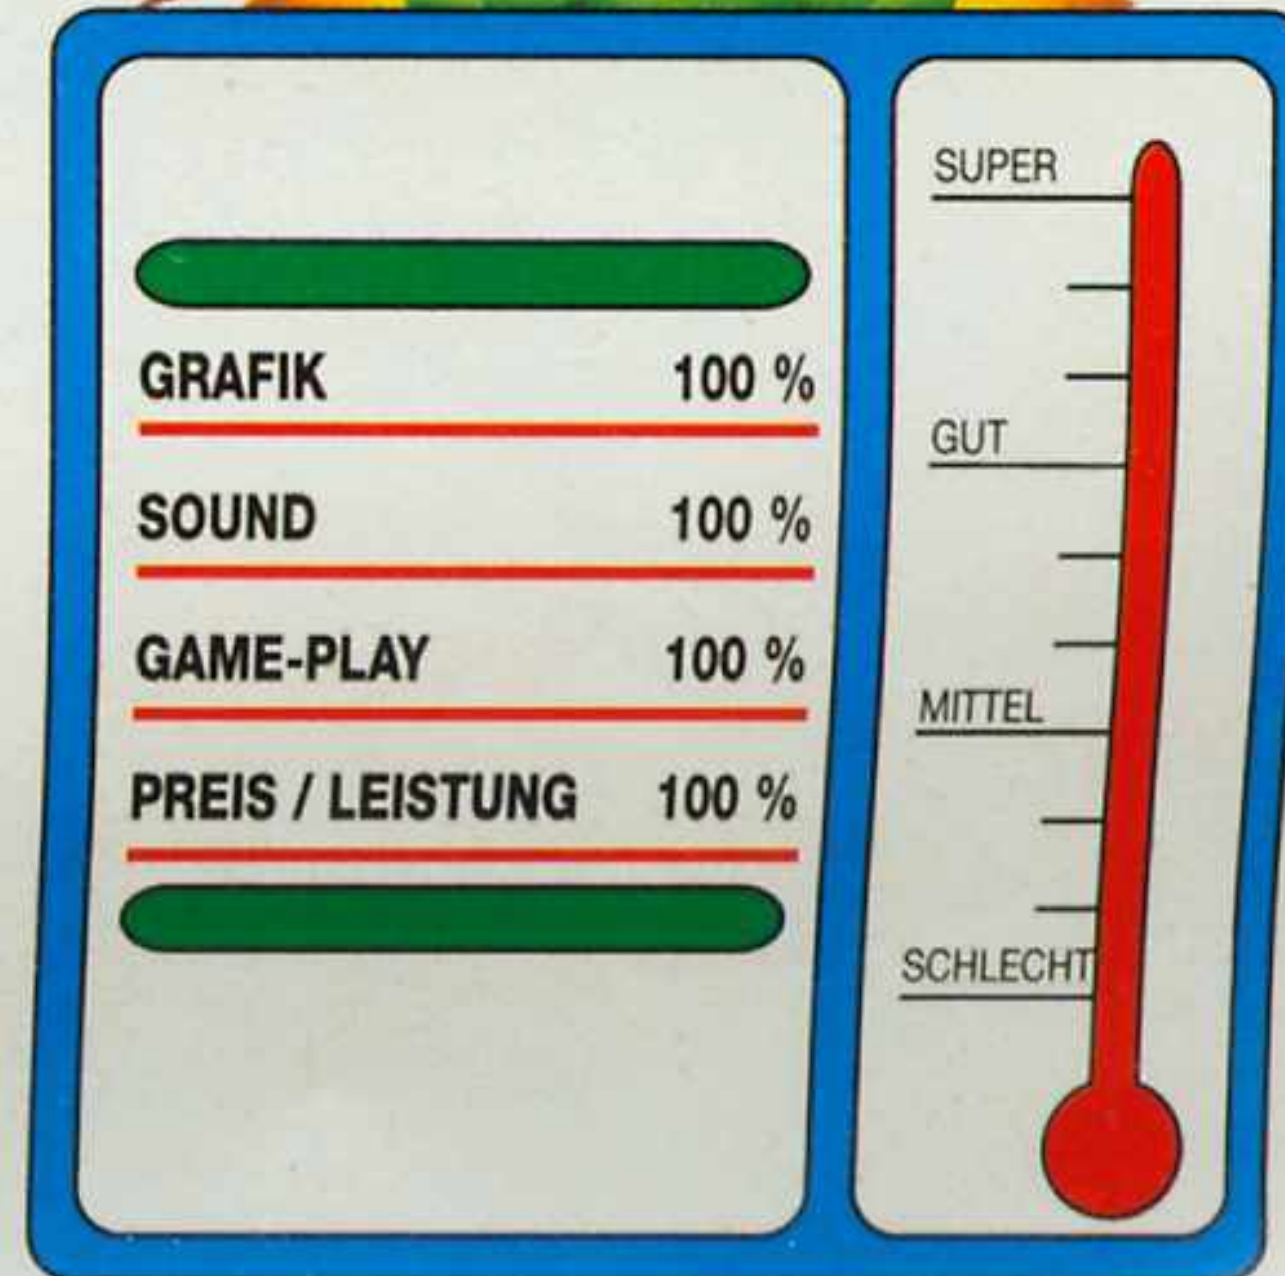 GRAFIK 100 %
SOUND 100 %
GAME-PLAY 100 %
PREIS / LEISTUNG 100 %
SUPER
GUT
MITTEL
SCHLECHT